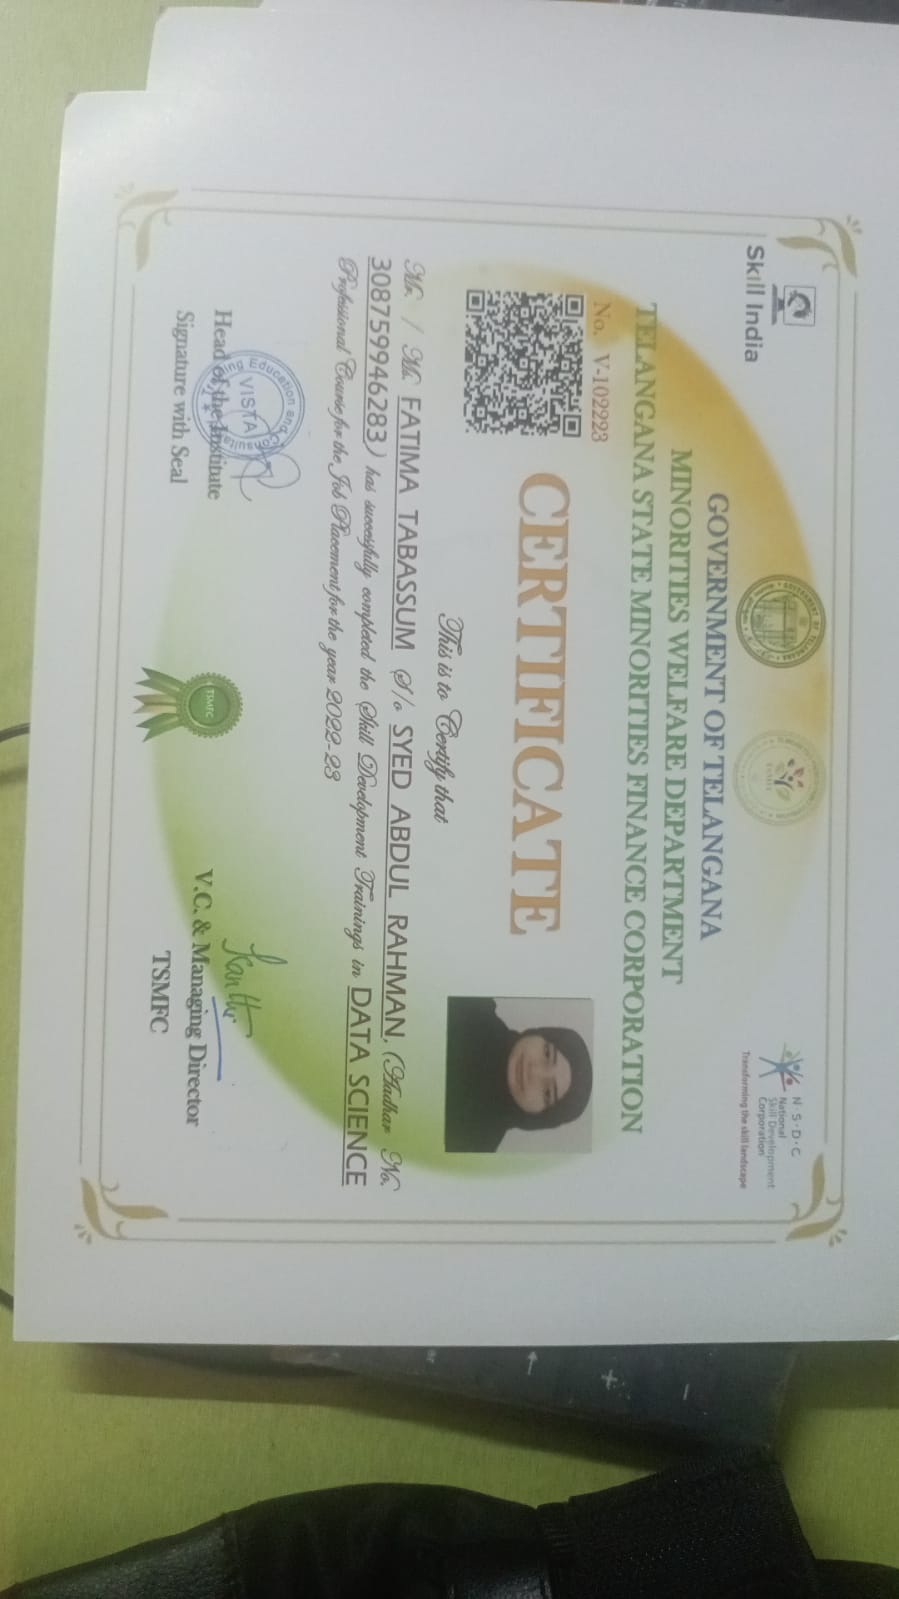 Skill India
GOVERNMENT OF TELANGANA
TSMFC
N·S·D·C
National
Skill Development
Corporation
Transforming the skill landscape
GOVERNMENT OF TELANGANA
MINORITIES WELFARE DEPARTMENT
TELANGANA STATE MINORITIES FINANCE CORPORATION
No. V-102223
CERTIFICATE
This is to Certify that
Mr. / Ms. FATIMA TABASSUM S/o SYED ABDUL RAHMAN, (Aadhar No.
308759946283) has successfully completed the Skill Development Trainings in DATA SCIENCE
Professional Course for the Job Placement for the year 2022-23
VISTA
Education and
Head of the Institute
Signature with Seal
TSMFC
V.C. & Managing Director
TSMFC